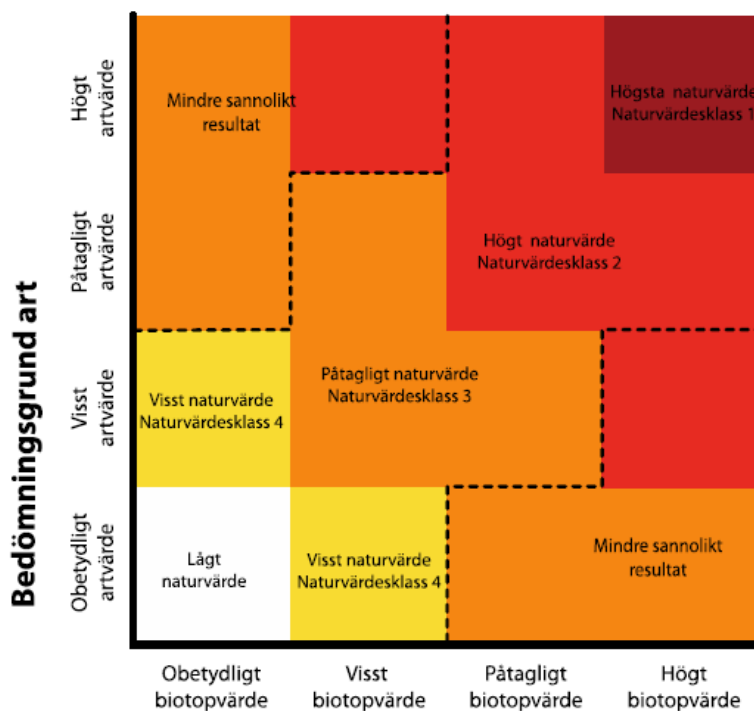 Bedömningsgrund art
Högt
artvärde
Påtagligt
artvärde
Visst
artvärde
Obetydligt
artvärde
Mindre sannolikt
resultat
Högsta naturvärde
Naturvärdesklass 1
Högt naturvärde
Naturvärdesklass 2
Visst naturvärde
Naturvärdesklass 4
Påtagligt naturvärde
Naturvärdesklass 3
Lågt
naturvärde
Visst naturvärde
Naturvärdesklass 4
Mindre sannolikt
resultat
Obetydligt
biotopvärde
Visst
biotopvärde
Påtagligt
biotopvärde
Högt
biotopvärde